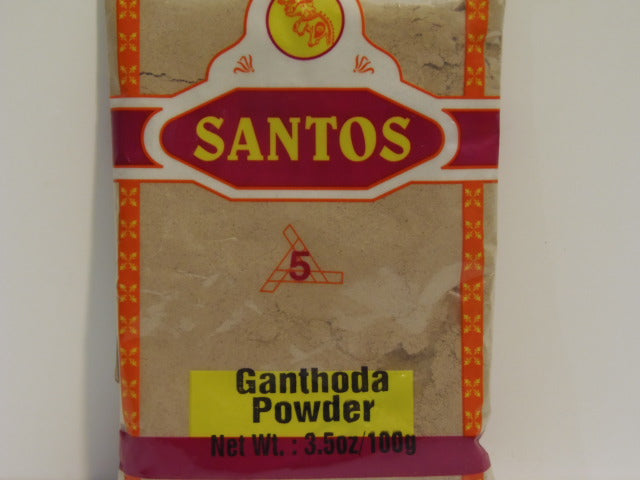 SANTOS
5
Ganthoda
Powder
Net Wt. : 3.5oz/100g